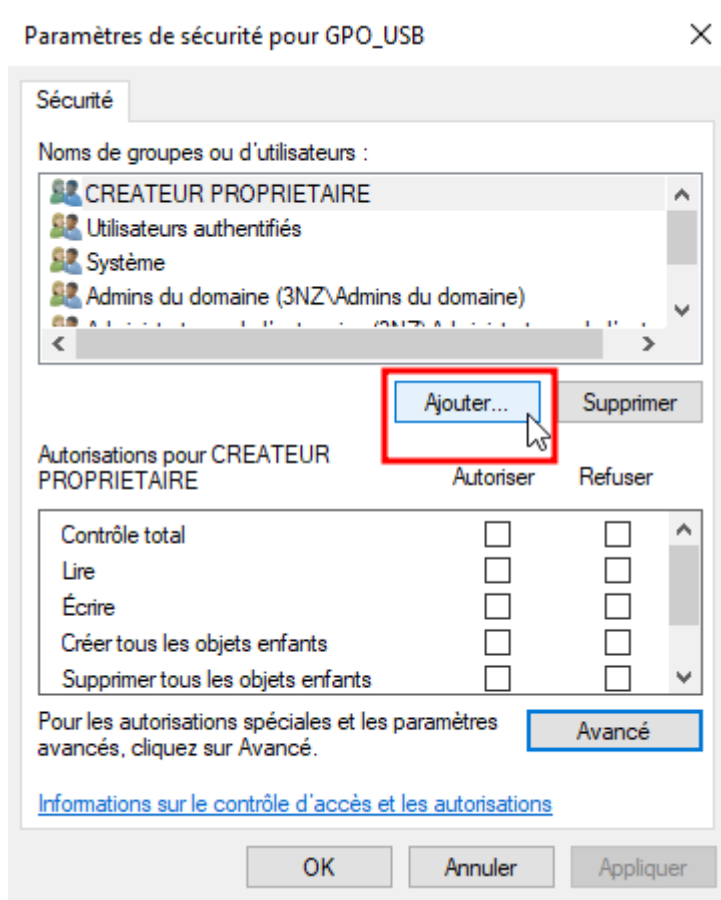 Paramètres de sécurité pour GPO_USB
Sécurité
Noms de groupes ou d'utilisateurs :
CREATEUR PROPRIETAIRE
Utilisateurs authentifiés
Système
Admins du domaine (3NZ\Admins du domaine)
Ajouter...
Supprimer
Autorisations pour CREATEUR
PROPRIETAIRE
Autoriser
Refuser
Contrôle total
Lire
Écrire
Créer tous les objets enfants
Supprimer tous les objets enfants
Pour les autorisations spéciales et les paramètres
avancés, cliquez sur Avancé.
Avancé
Informations sur le contrôle d'accès et les autorisations
OK
Annuler
Appliquer